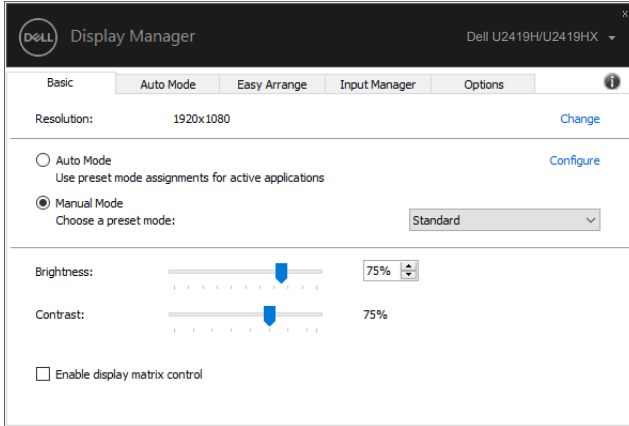 DELL Display Manager Dell U2419H/U2419HX
Basic Auto Mode Easy Arrange Input Manager Options
Resolution: 1920x1080 Change
Auto Mode Configure
Use preset mode assignments for active applications
Manual Mode
Choose a preset mode: Standard
Brightness: 75%
Contrast: 75%
Enable display matrix control